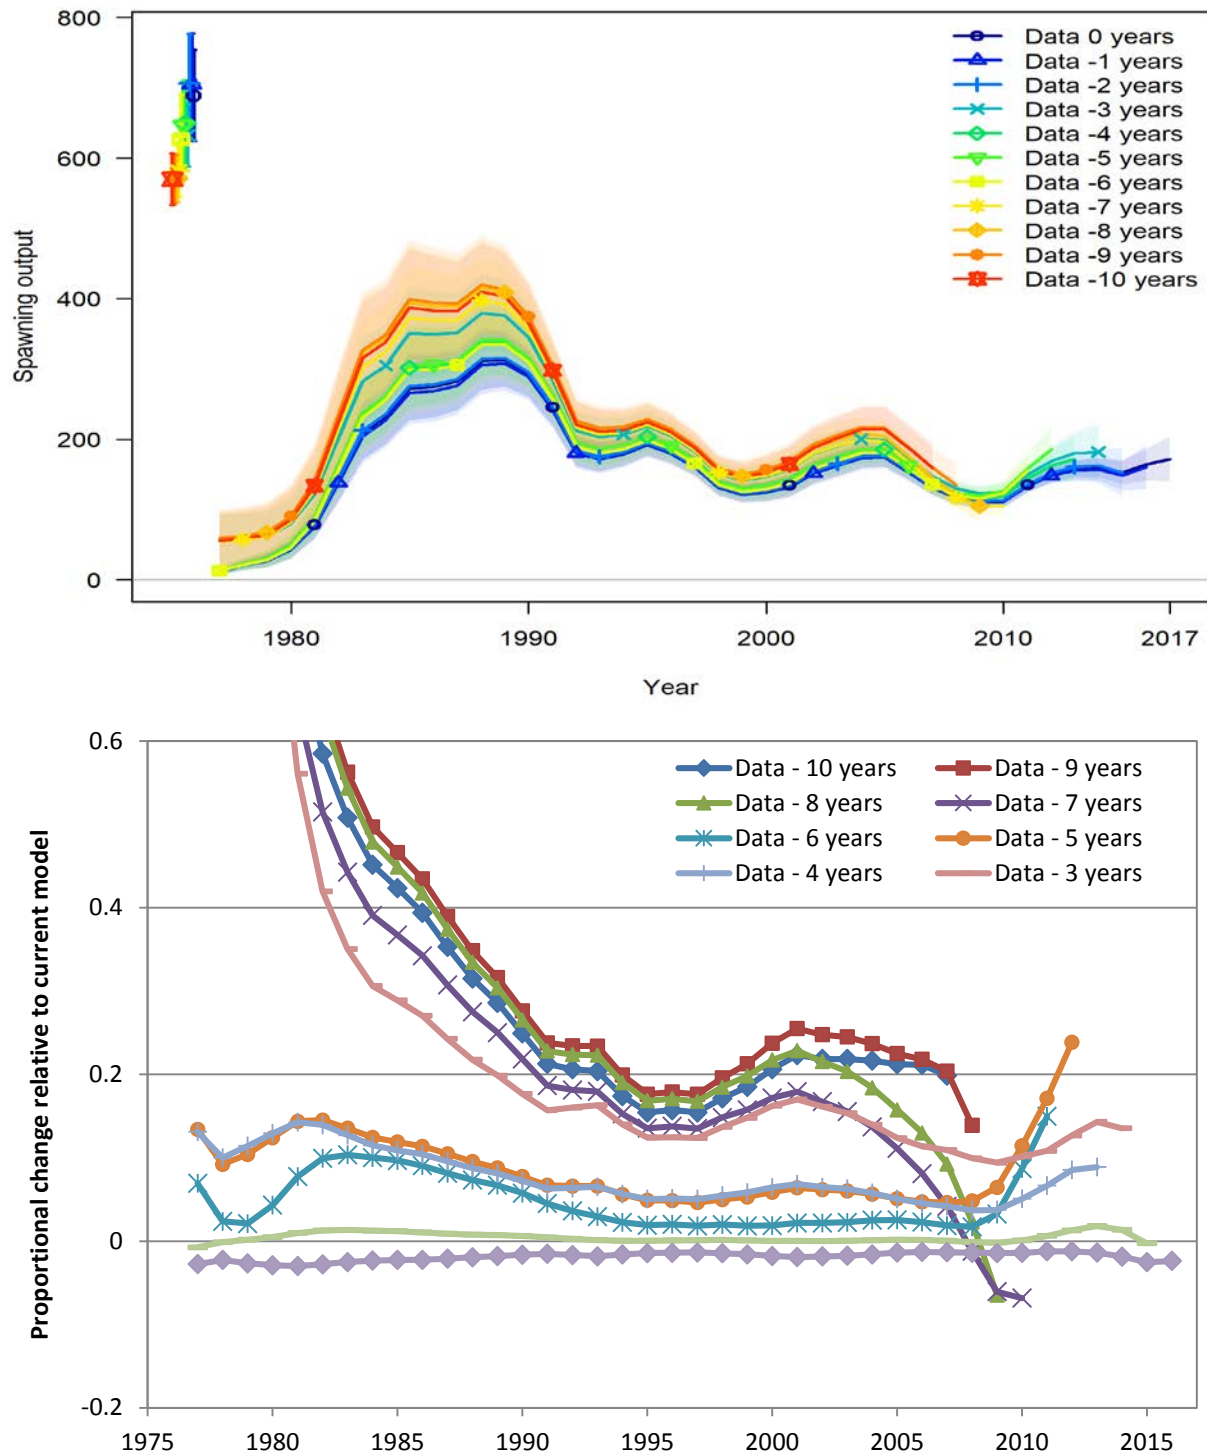 800
600
400
200
0
Spawning output
Data 0 years
Data -1 years
Data -2 years
Data -3 years
Data -4 years
Data -5 years
Data -6 years
Data -7 years
Data -8 years
Data -9 years
Data -10 years
1980 1990 2000 2010 2017
Year
0.6
0.4
0.2
0
-0.2
Proportional change relative to current model
Data - 10 years Data - 9 years
Data - 8 years Data - 7 years
Data - 6 years Data - 5 years
Data - 4 years Data - 3 years
1975 1980 1985 1990 1995 2000 2005 2010 2015